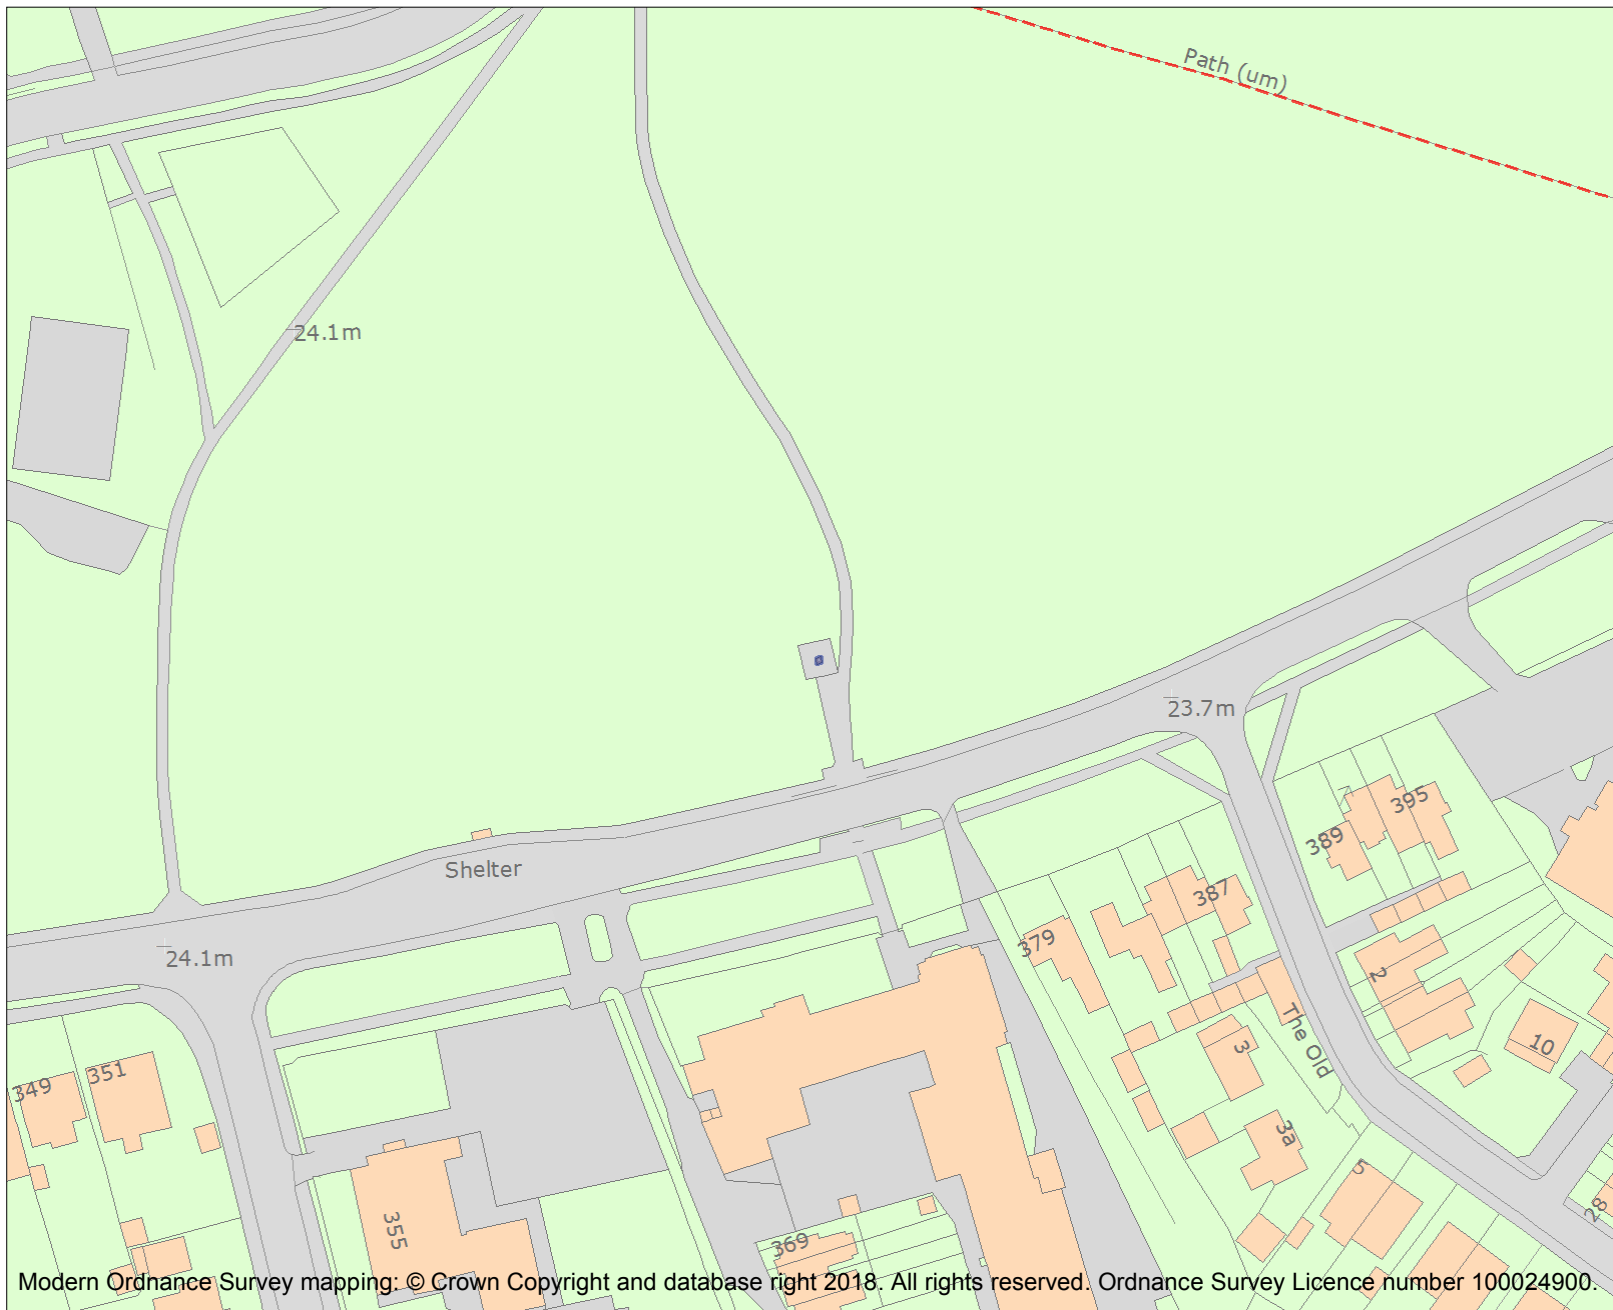 Path (um)
24.1m
23.7m
Shelter
24.1m
395
389
387
379
2
The Old
10
3
349
351
3a
5
28
355
369
Modern Ordnance Survey mapping: © Crown Copyright and database right 2018. All rights reserved. Ordnance Survey Licence number 100024900.